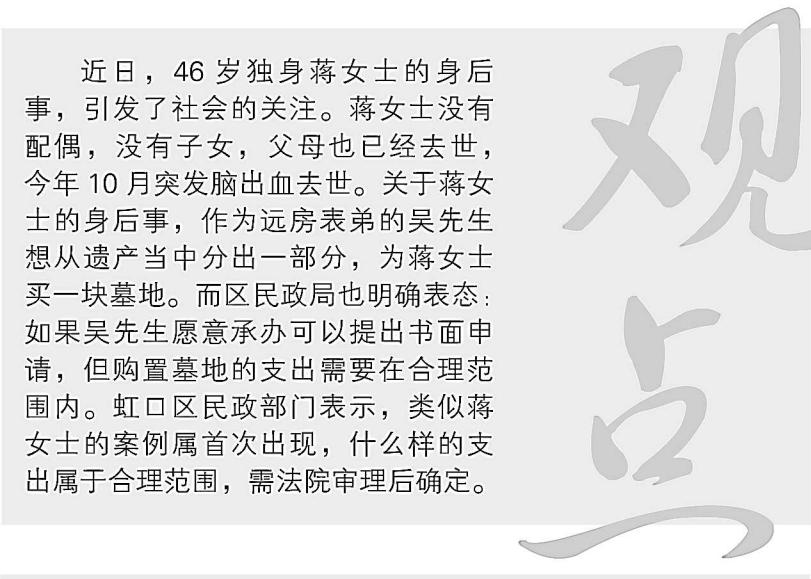 近日，46岁独身蒋女士的身后
事，引发了社会的关注。蒋女士没有
配偶，没有子女，父母也已经去世，
今年10月突发脑出血去世。关于蒋女
士的身后事，作为远房表弟的吴先生
想从遗产当中分出一部分，为蒋女士
买一块墓地。而区民政局也明确表态：
如果吴先生愿意承办可以提出书面申
请，但购置墓地的支出需要在合理范
围内。虹口区民政部门表示，类似蒋
女士的案例属首次出现，什么样的支
出属于合理范围，需法院审理后确定。
观点